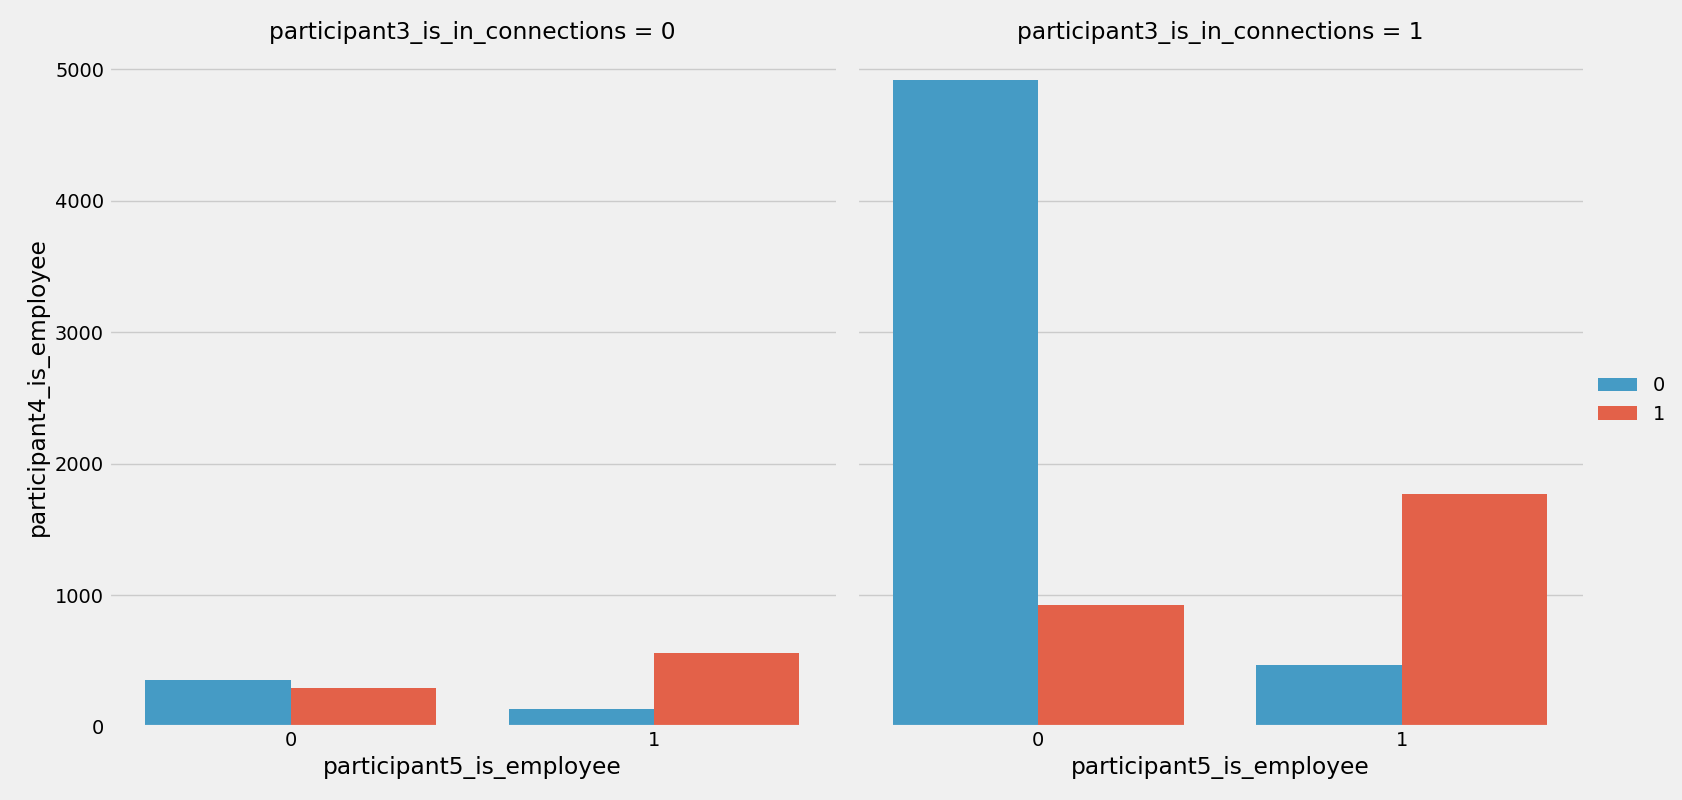 participant3_is_in_connections = 0
participant3_is_in_connections = 1
participant4_is_employee
5000
4000
3000
2000
1000
0
0
1
0
1
participant5_is_employee
participant5_is_employee
0
1